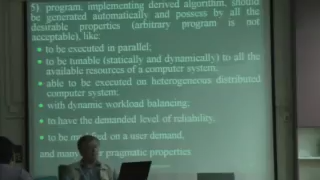 5) program, implementing derived algorithm, should
be generated automatically and possess by all the
desirable properties (arbitrary program is not
acceptable), like:
• to be executed in parallel;
• to be tunable (statically and dynamically) to all the
available resources of a computer system;
• able to be executed on heterogeneous distributed
computer system;
• with dynamic workload balancing;
• to have the demanded level of reliability,
• to be modified on a user demand,
and many pragmatic properties